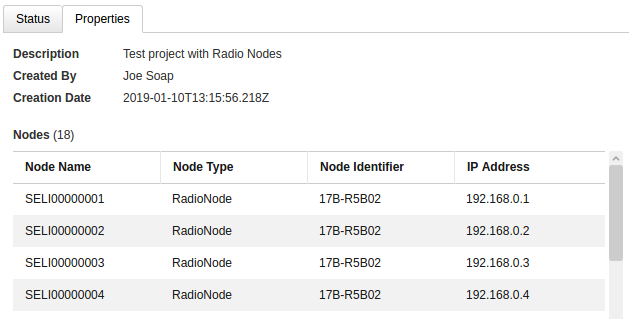 Status Properties
Description Test project with Radio Nodes
Created By Joe Soap
Creation Date 2019-01-10T13:15:56.218Z
Nodes (18)
Node Name Node Type Node Identifier IP Address
SELI00000001 RadioNode 17B-R5B02 192.168.0.1
SELI00000002 RadioNode 17B-R5B02 192.168.0.2
SELI00000003 RadioNode 17B-R5B02 192.168.0.3
SELI00000004 RadioNode 17B-R5B02 192.168.0.4